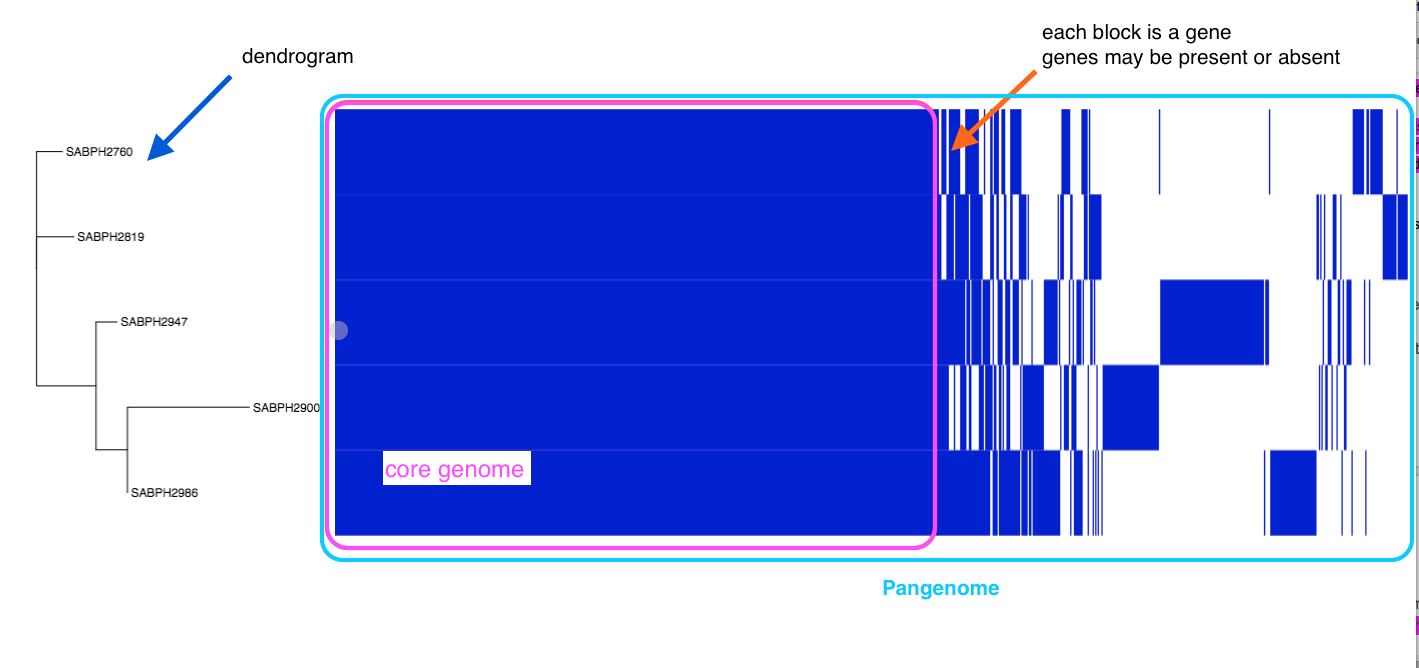 each block is a gene
genes may be present or absent
dendrogram
SABPH2760
SABPH2819
SABPH2947
SABPH2900
SABPH2986
core genome
Pangenome